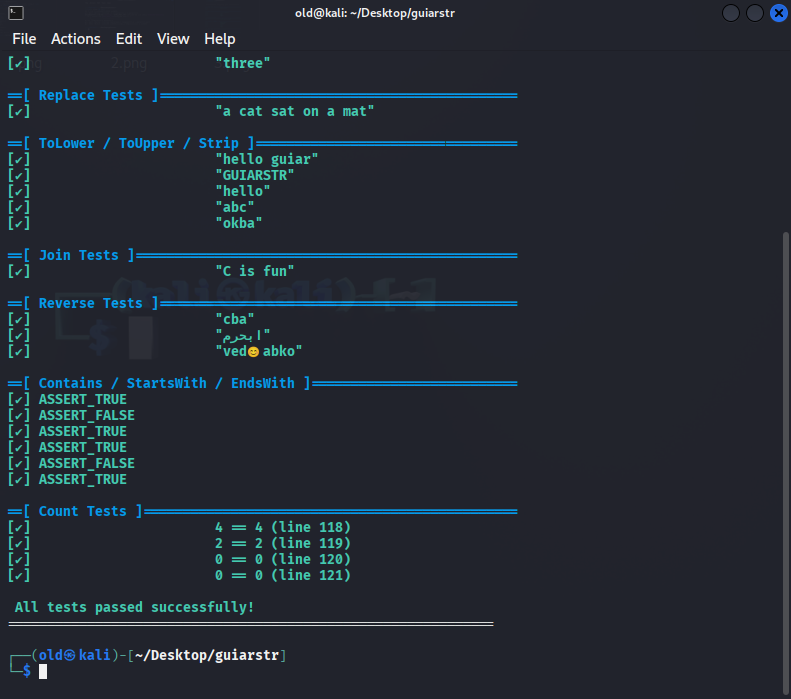 old@kali: ~/Desktop/guiarstr
File Actions Edit View Help
[✔] "three"
==[ Replace Tests ]==============================================
[✔] "a cat sat on a mat"
==[ ToLower / ToUpper / Strip ]==================================
[✔] "hello guiar"
[✔] "GUIARSTR"
[✔] "hello"
[✔] "abc"
[✔] "okba"
==[ Join Tests ]=================================================
[✔] "C is fun"
==[ Reverse Tests ]==============================================
[✔] "cba"
[✔] "ابحرم"
[✔] "ved😊abko"
==[ Contains / StartsWith / EndsWith ]===========================
[✔] ASSERT_TRUE
[✔] ASSERT_FALSE
[✔] ASSERT_TRUE
[✔] ASSERT_TRUE
[✔] ASSERT_FALSE
[✔] ASSERT_TRUE
==[ Count Tests ]================================================
[✔] 4 == 4 (line 118)
[✔] 2 == 2 (line 119)
[✔] 0 == 0 (line 120)
[✔] 0 == 0 (line 121)
All tests passed successfully!
=============================================================
┌──(old㉿kali)-[~/Desktop/guiarstr]
└─$